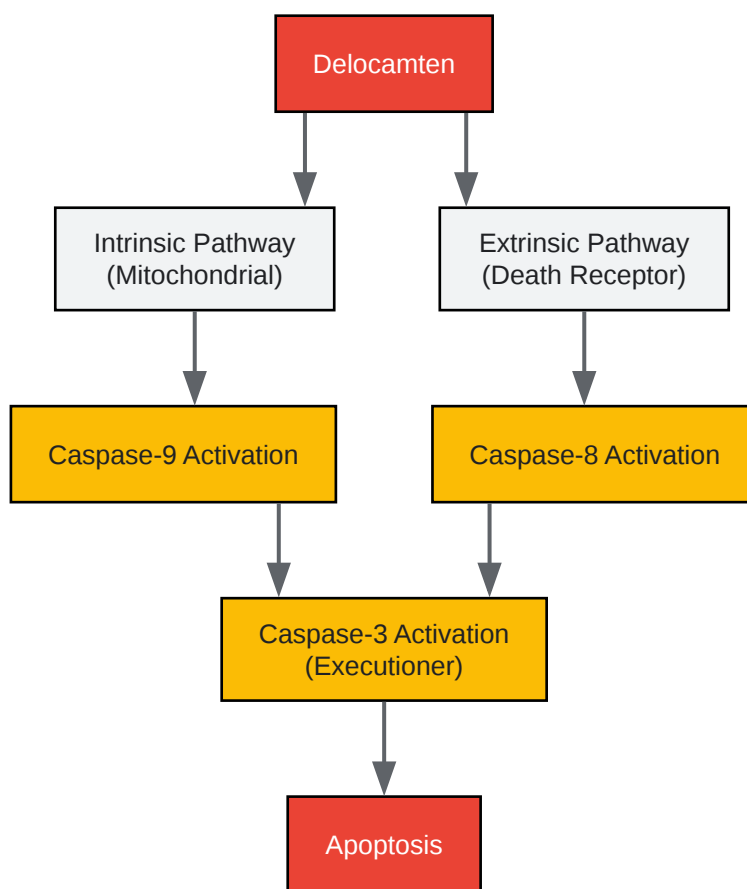 Delocamten
Intrinsic Pathway
(Mitochondrial)
Extrinsic Pathway
(Death Receptor)
Caspase-9 Activation
Caspase-8 Activation
Caspase-3 Activation
(Executioner)
Apoptosis